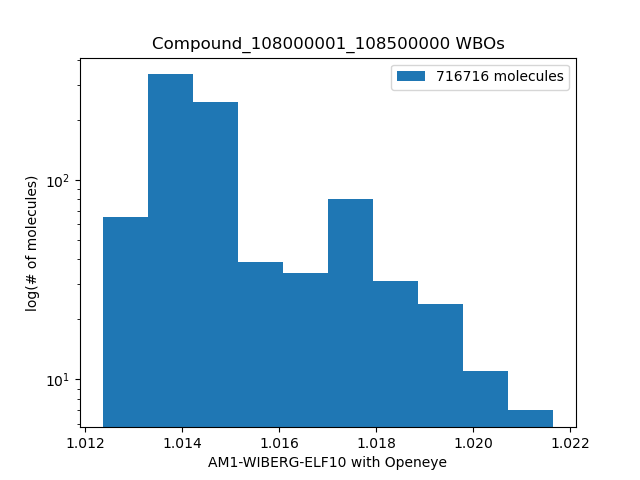 Compound_108000001_108500000 WBOs
716716 molecules
log(# of molecules)
10²
10¹
1.012 1.014 1.016 1.018 1.020 1.022
AM1-WIBERG-ELF10 with Openeye